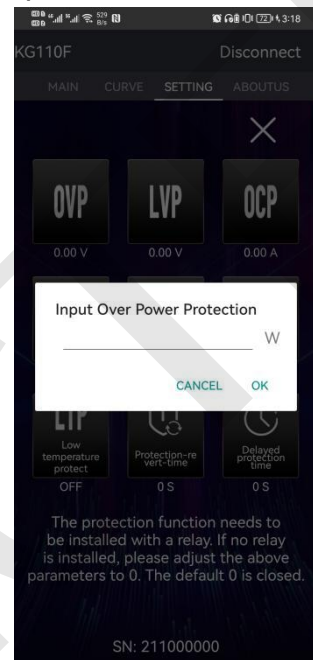 529 B/s 72 3:18
KG110F Disconnect
MAIN CURVE SETTING ABOUTUS
OVP LVP OCP
0.00 V 0.00 V 0.00 A
Input Over Power Protection
W
CANCEL OK
LTP
Low temperature protect
Protection-revert-time
Delayed protection time
OFF 0 S 0 S
The protection function needs to
be installed with a relay. If no relay
is installed, please adjust the above
parameters to 0. The default 0 is closed.
SN: 211000000